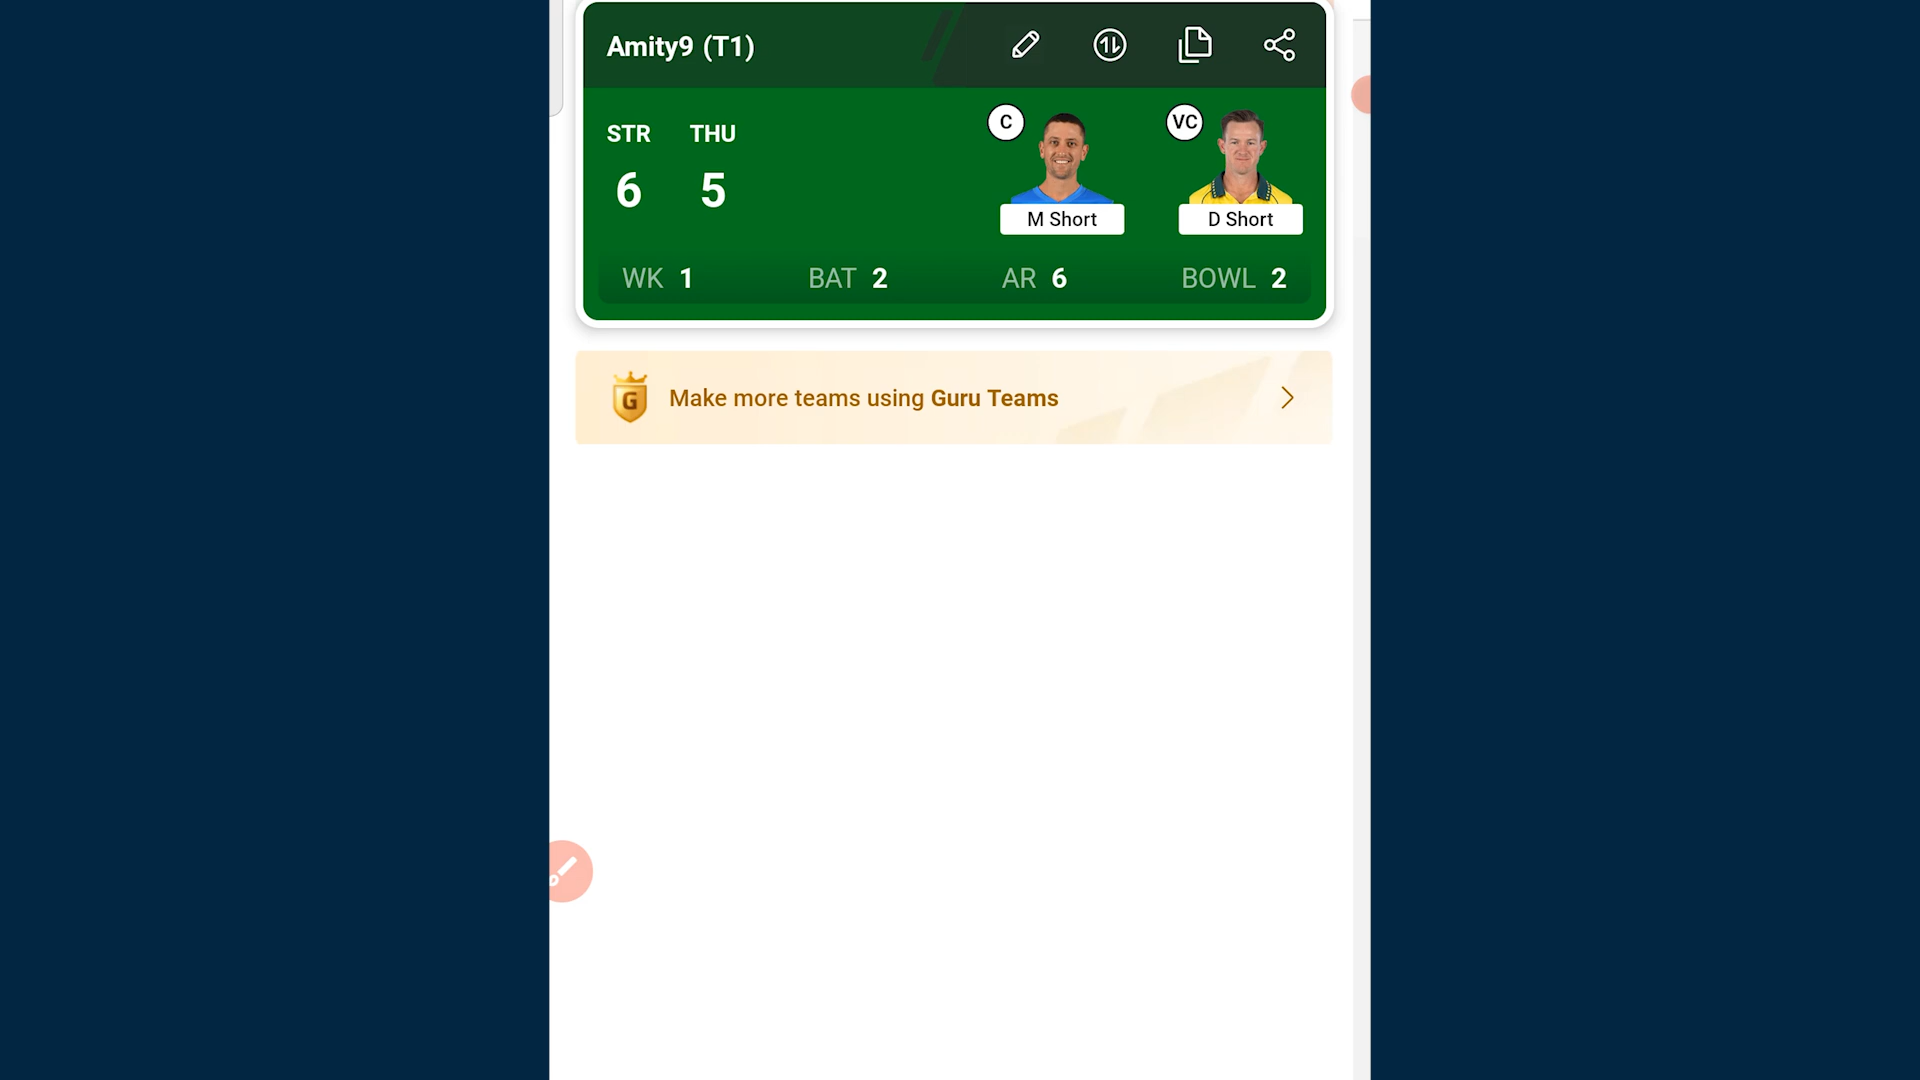 Amity9 (T1)
STR THU
6 5
C
VC
M Short
D Short
WK 1 BAT 2 AR 6 BOWL 2
G
Make more teams using Guru Teams